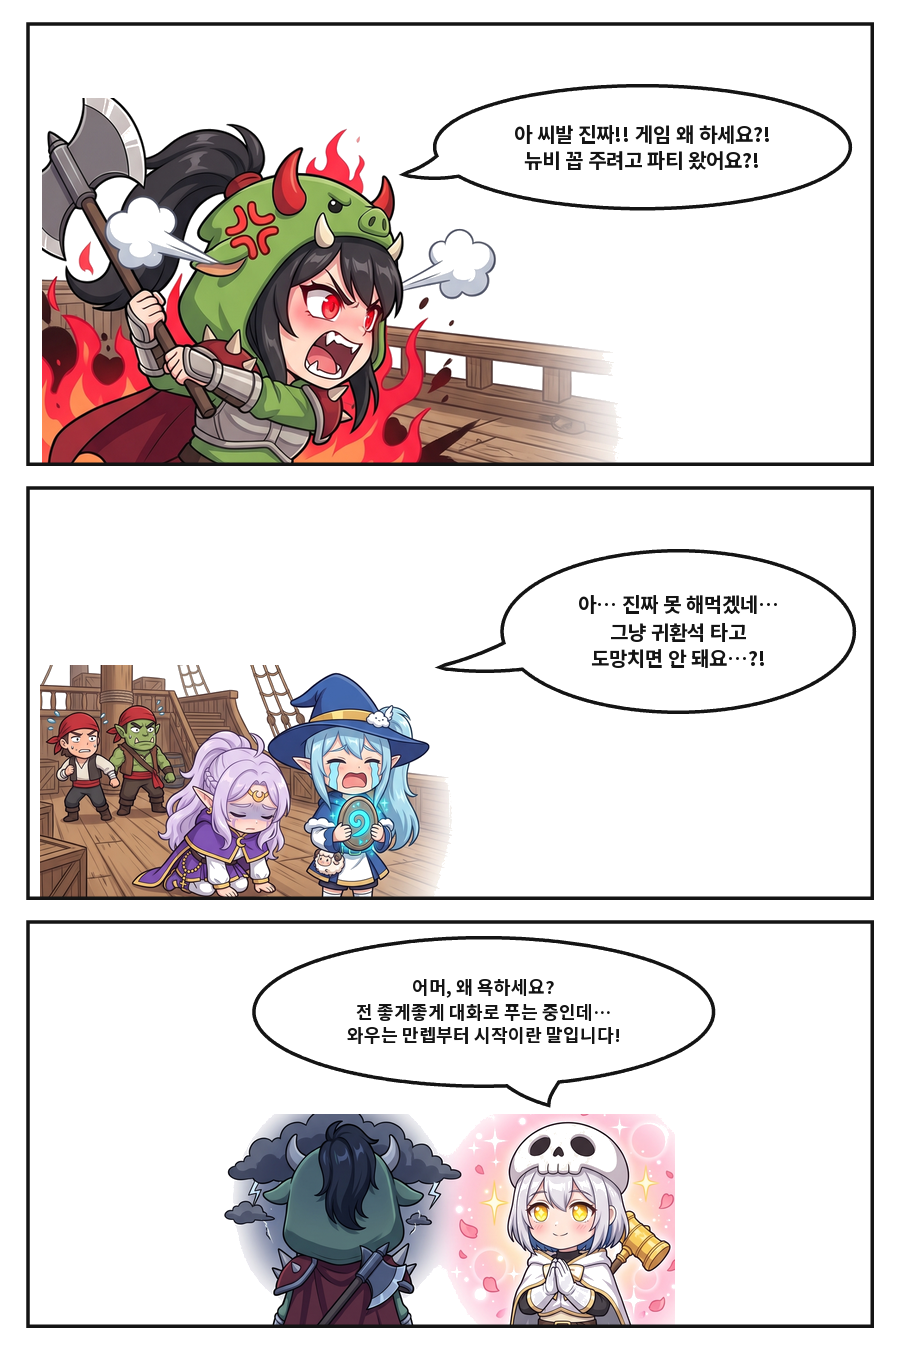 아 씨발 진짜!! 게임 왜 하세요?!
뉴비 꼽 주려고 파티 왔어요?!
아… 진짜 못 해먹겠네…
그냥 귀환석 타고
도망치면 안 돼요…?!
어머, 왜 욕하세요?
전 좋게좋게 대화로 푸는 중인데…
와우는 만렙부터 시작이란 말입니다!